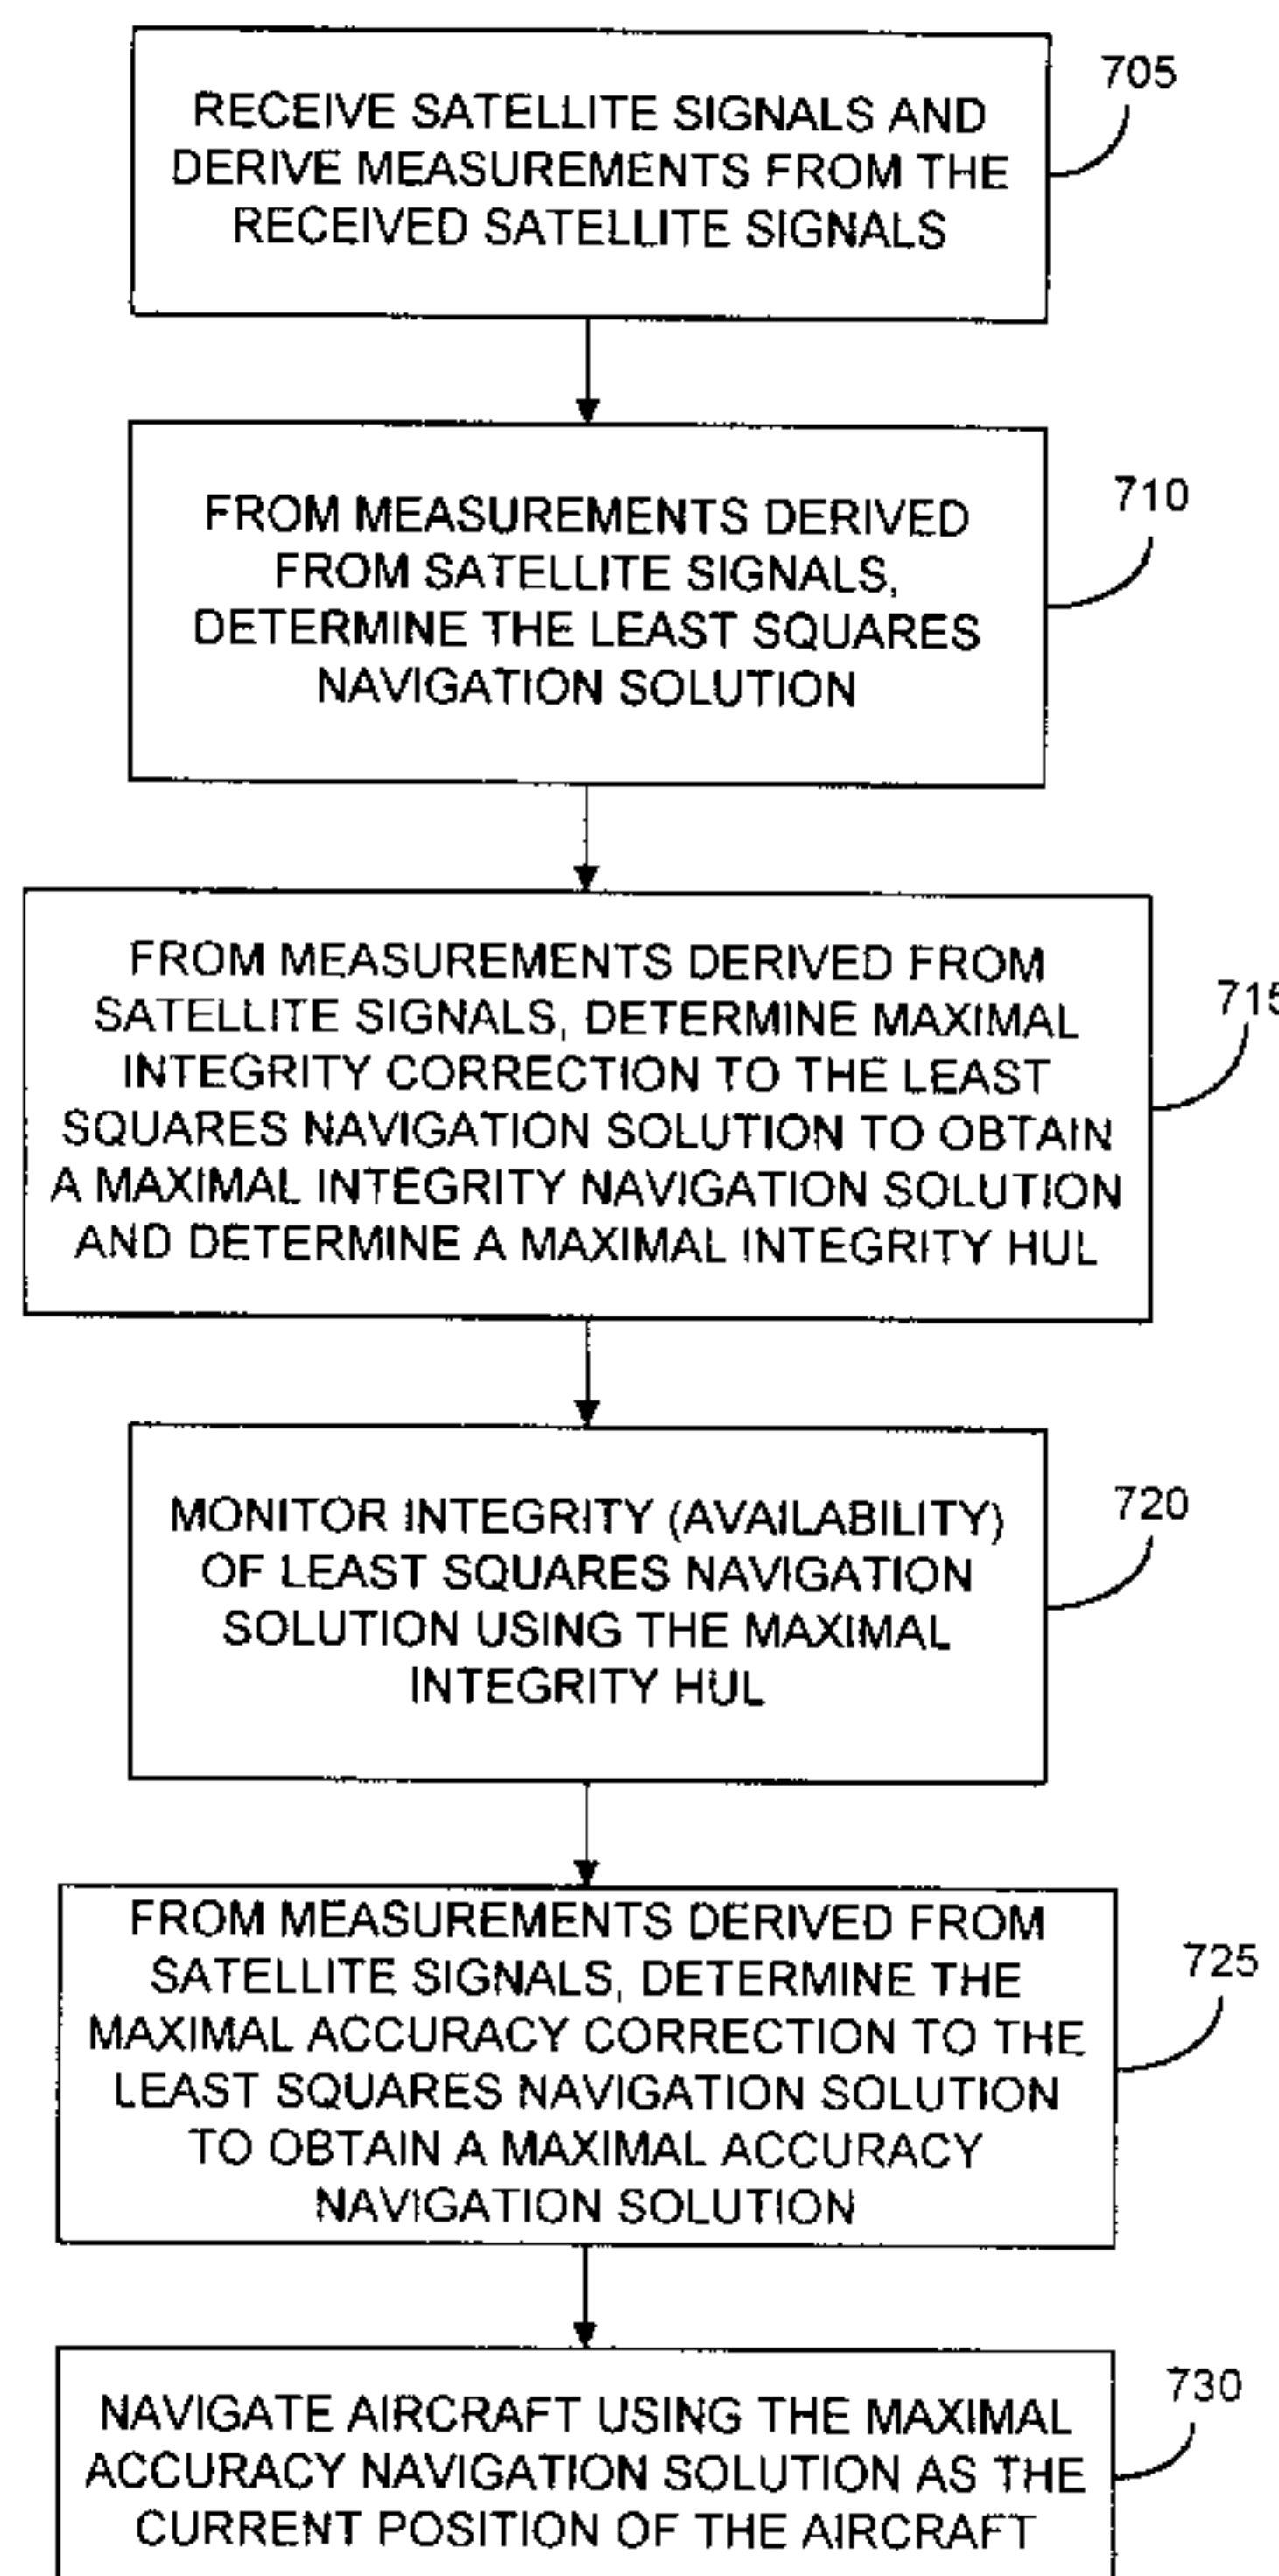 RECEIVE SATELLITE SIGNALS AND
DERIVE MEASUREMENTS FROM THE
RECEIVED SATELLITE SIGNALS
705
FROM MEASUREMENTS DERIVED
FROM SATELLITE SIGNALS,
DETERMINE THE LEAST SQUARES
NAVIGATION SOLUTION
710
FROM MEASUREMENTS DERIVED FROM
SATELLITE SIGNALS, DETERMINE MAXIMAL
INTEGRITY CORRECTION TO THE LEAST
SQUARES NAVIGATION SOLUTION TO OBTAIN
A MAXIMAL INTEGRITY NAVIGATION SOLUTION
AND DETERMINE A MAXIMAL INTEGRITY HUL
715
MONITOR INTEGRITY (AVAILABILITY)
OF LEAST SQUARES NAVIGATION
SOLUTION USING THE MAXIMAL
INTEGRITY HUL
720
FROM MEASUREMENTS DERIVED FROM
SATELLITE SIGNALS, DETERMINE THE
MAXIMAL ACCURACY CORRECTION TO THE
LEAST SQUARES NAVIGATION SOLUTION
TO OBTAIN A MAXIMAL ACCURACY
NAVIGATION SOLUTION
725
NAVIGATE AIRCRAFT USING THE MAXIMAL
ACCURACY NAVIGATION SOLUTION AS THE
CURRENT POSITION OF THE AIRCRAFT
730